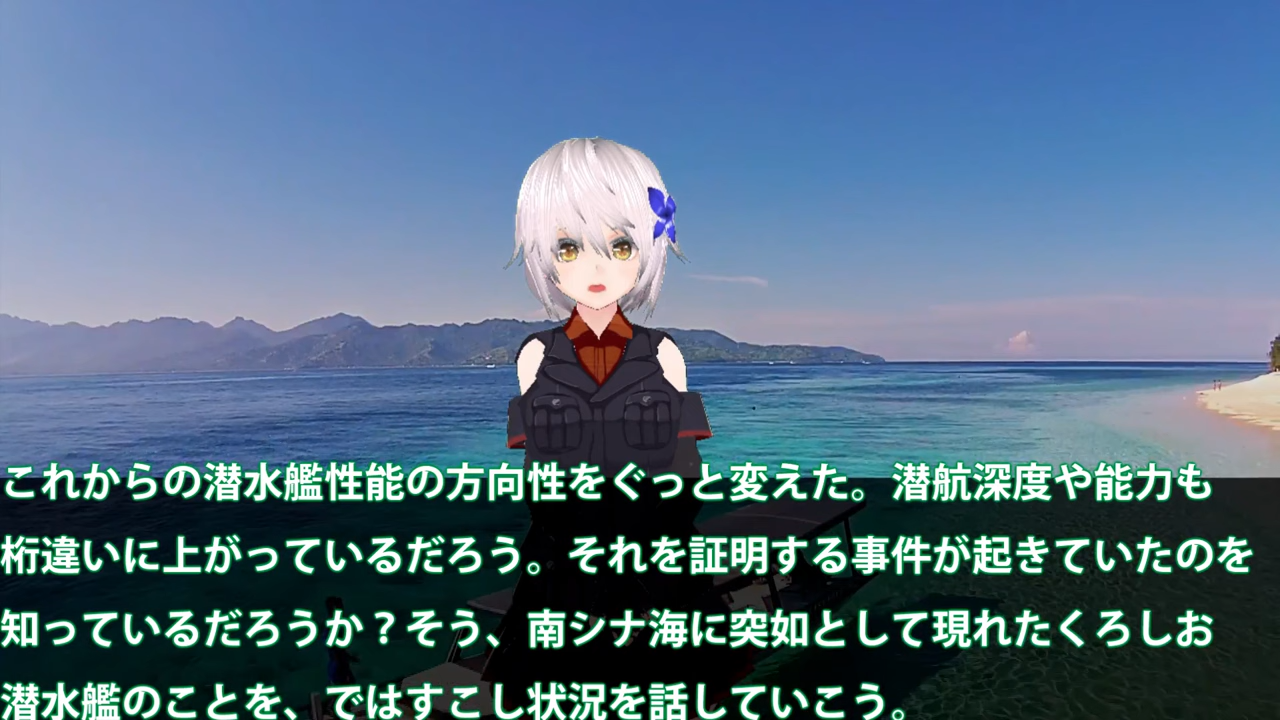 これからの潜水艦性能の方向性をぐっと変えた。潜航深度や能力も
桁違いに上がっているだろう。それを証明する事件が起きていたのを
知っているだろうか？そう、南シナ海に突如として現れたくろしお
潜水艦のことを、ではすこし状況を話していこう。